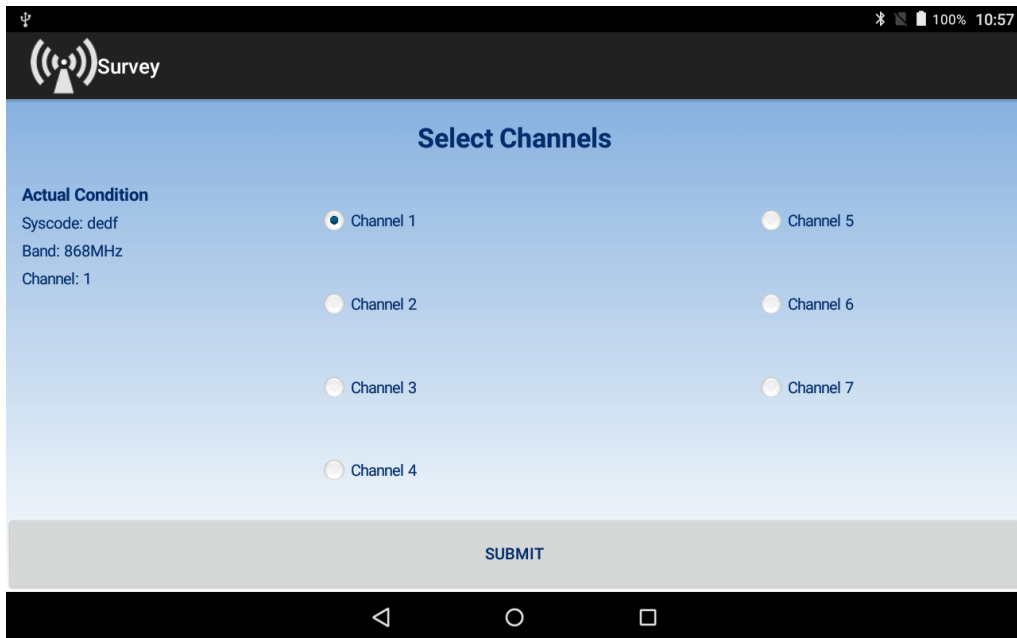 100% 10:57
Survey
Select Channels
Actual Condition
Syscode: dedf
Band: 868MHz
Channel: 1
Channel 1
Channel 2
Channel 3
Channel 4
Channel 5
Channel 6
Channel 7
SUBMIT